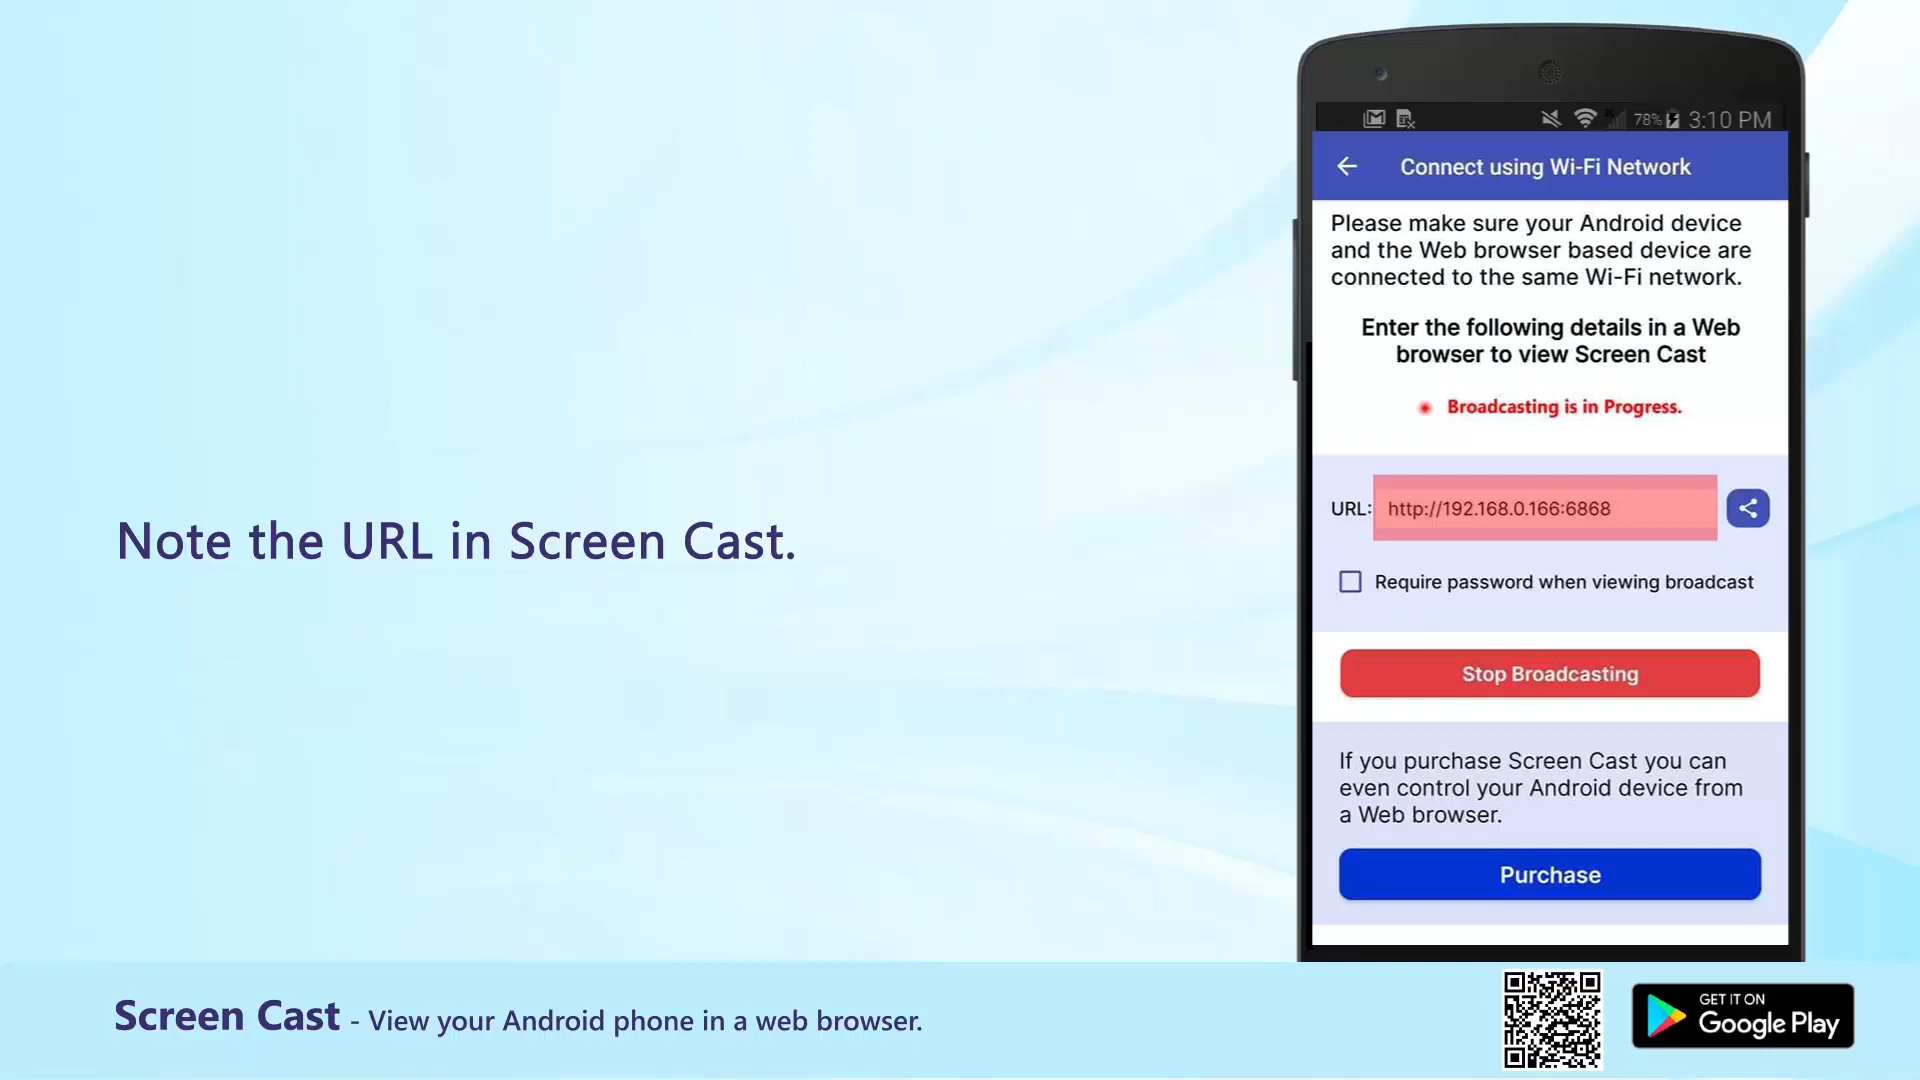 Note the URL in Screen Cast.
78% 3:10 PM
Connect using Wi-Fi Network
Please make sure your Android device
and the Web browser based device are
connected to the same Wi-Fi network.
Enter the following details in a Web
browser to view Screen Cast
Broadcasting is in Progress.
URL: http://192.168.0.166:6868
Require password when viewing broadcast
Stop Broadcasting
If you purchase Screen Cast you can
even control your Android device from
a Web browser.
Purchase
Screen Cast - View your Android phone in a web browser.
GET IT ON
Google Play